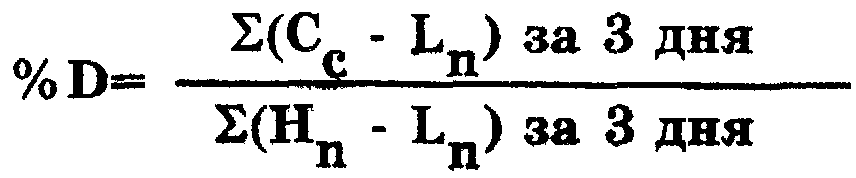 Σ(C_c - L_n) за 3 дня
% D=
Σ(H_n - L_n) за 3 дня